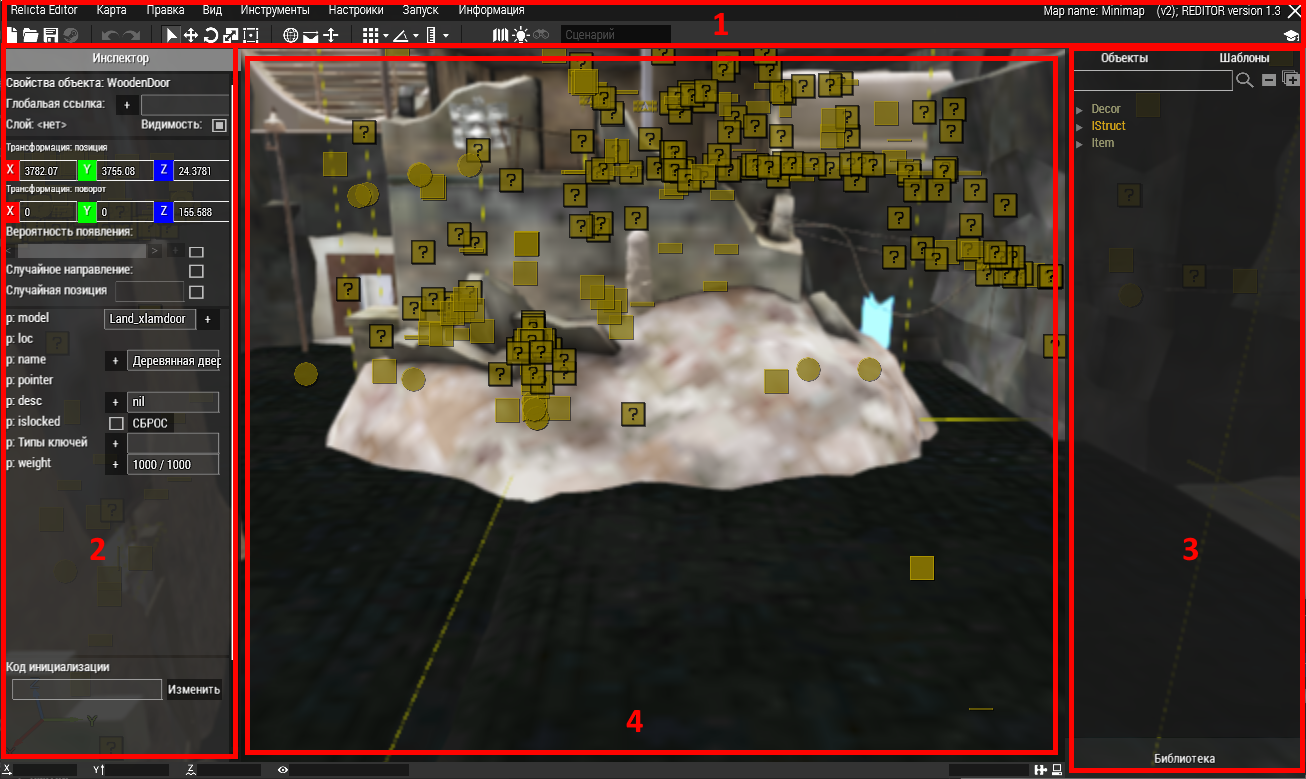 Relicta Editor Карта Правка Вид Инструменты Настройки Запуск Информация Map name: Minimap (v2); REDITOR version 1.3
1
Сценарий
Инспектор
Свойства объекта: WoodenDoor
Глобальая ссылка: +
Слой: <нет> Видимость:
Трансформация: позиция
X 3782.07 Y 3755.08 Z 24.3781
Трансформация: поворот
X 0 Y 0 Z 155.588
Вероятность появления:
< > +
Случайное направление:
Случайная позиция
p: model Land_xlamdoor +
p: loc
p: name + Деревянная двер
p: pointer
p: desc + nil
p: islocked СБРОС
p: Типы ключей +
p: weight + 1000 / 1000
2
Код инициализации
Изменить
4
Объекты Шаблоны
Decor
IStruct
Item
3
Библиотека
X Y Z